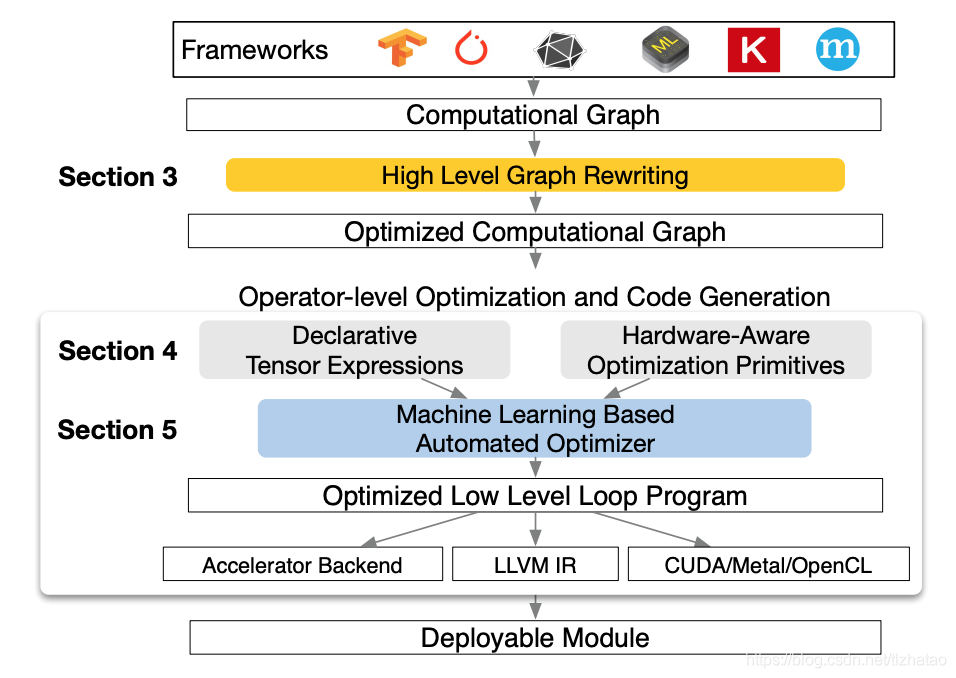 Frameworks
ML
K
m
Computational Graph
Section 3
High Level Graph Rewriting
Optimized Computational Graph
Operator-level Optimization and Code Generation
Section 4
Declarative
Tensor Expressions
Hardware-Aware
Optimization Primitives
Section 5
Machine Learning Based
Automated Optimizer
Optimized Low Level Loop Program
Accelerator Backend
LLVM IR
CUDA/Metal/OpenCL
Deployable Module
https://blog.csdn.net/tlzhatao